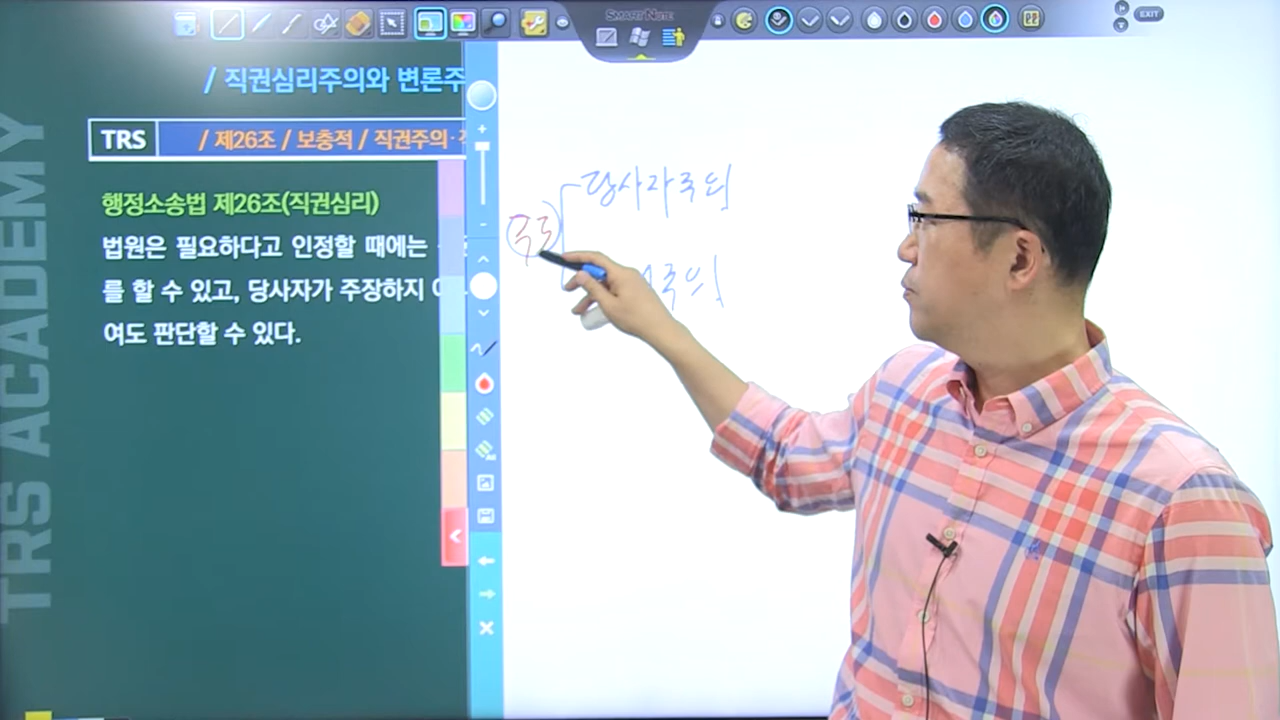 SMART NOTE
EXIT
/ 직권심리주의와 변론주
TRS
/ 제26조 / 보충적 / 직권주의·
행정소송법 제26조(직권심리)
법원은 필요하다고 인정할 때에는
를 할 수 있고, 당사자가 주장하지
여도 판단할 수 있다.
TRS ACADEMY
당사자주의
주도
주의